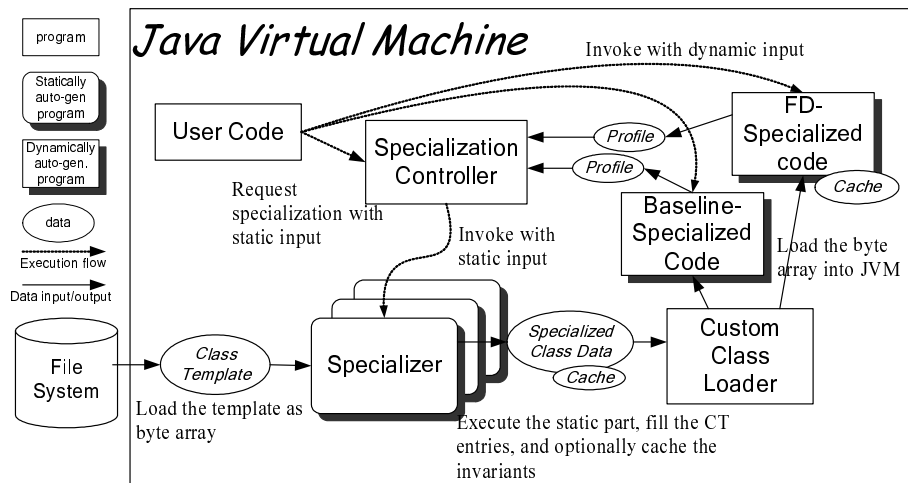 program
Statically
auto-gen
program
Dynamically
auto-gen.
program
data
Execution flow
Data input/output
File
System
Java Virtual Machine
Invoke with dynamic input
User Code
Specialization
Controller
Profile
Profile
FD-
Specialized
code
Cache
Request
specialization with
static input
Invoke with
static input
Baseline-
Specialized
Code
Load the byte
array into JVM
Class
Template
Load the template as
byte array
Specializer
Specialized
Class Data
Cache
Custom
Class
Loader
Execute the static part, fill the CT
entries, and optionally cache the
invariants